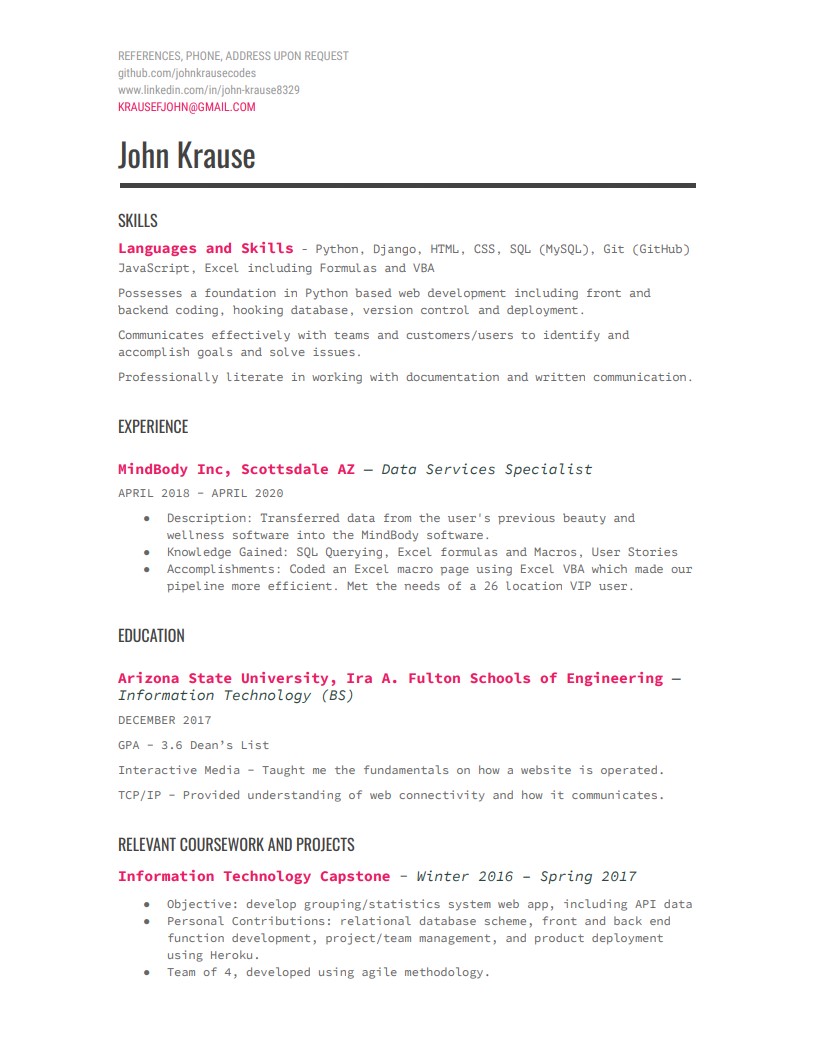 REFERENCES, PHONE, ADDRESS UPON REQUEST
github.com/johnkrausecodes
www.linkedin.com/in/john-krause8329
KRAUSEFJOHN@GMAIL.COM
John Krause
SKILLS
Languages and Skills - Python, Django, HTML, CSS, SQL (MySQL), Git (GitHub)
JavaScript, Excel including Formulas and VBA
Possesses a foundation in Python based web development including front and
backend coding, hooking database, version control and deployment.
Communicates effectively with teams and customers/users to identify and
accomplish goals and solve issues.
Professionally literate in working with documentation and written communication.
EXPERIENCE
MindBody Inc, Scottsdale AZ — Data Services Specialist
APRIL 2018 - APRIL 2020
● Description: Transferred data from the user's previous beauty and
wellness software into the MindBody software.
● Knowledge Gained: SQL Querying, Excel formulas and Macros, User Stories
● Accomplishments: Coded an Excel macro page using Excel VBA which made our
pipeline more efficient. Met the needs of a 26 location VIP user.
EDUCATION
Arizona State University, Ira A. Fulton Schools of Engineering —
Information Technology (BS)
DECEMBER 2017
GPA - 3.6 Dean’s List
Interactive Media - Taught me the fundamentals on how a website is operated.
TCP/IP - Provided understanding of web connectivity and how it communicates.
RELEVANT COURSEWORK AND PROJECTS
Information Technology Capstone - Winter 2016 – Spring 2017
● Objective: develop grouping/statistics system web app, including API data
● Personal Contributions: relational database scheme, front and back end
function development, project/team management, and product deployment
using Heroku.
● Team of 4, developed using agile methodology.